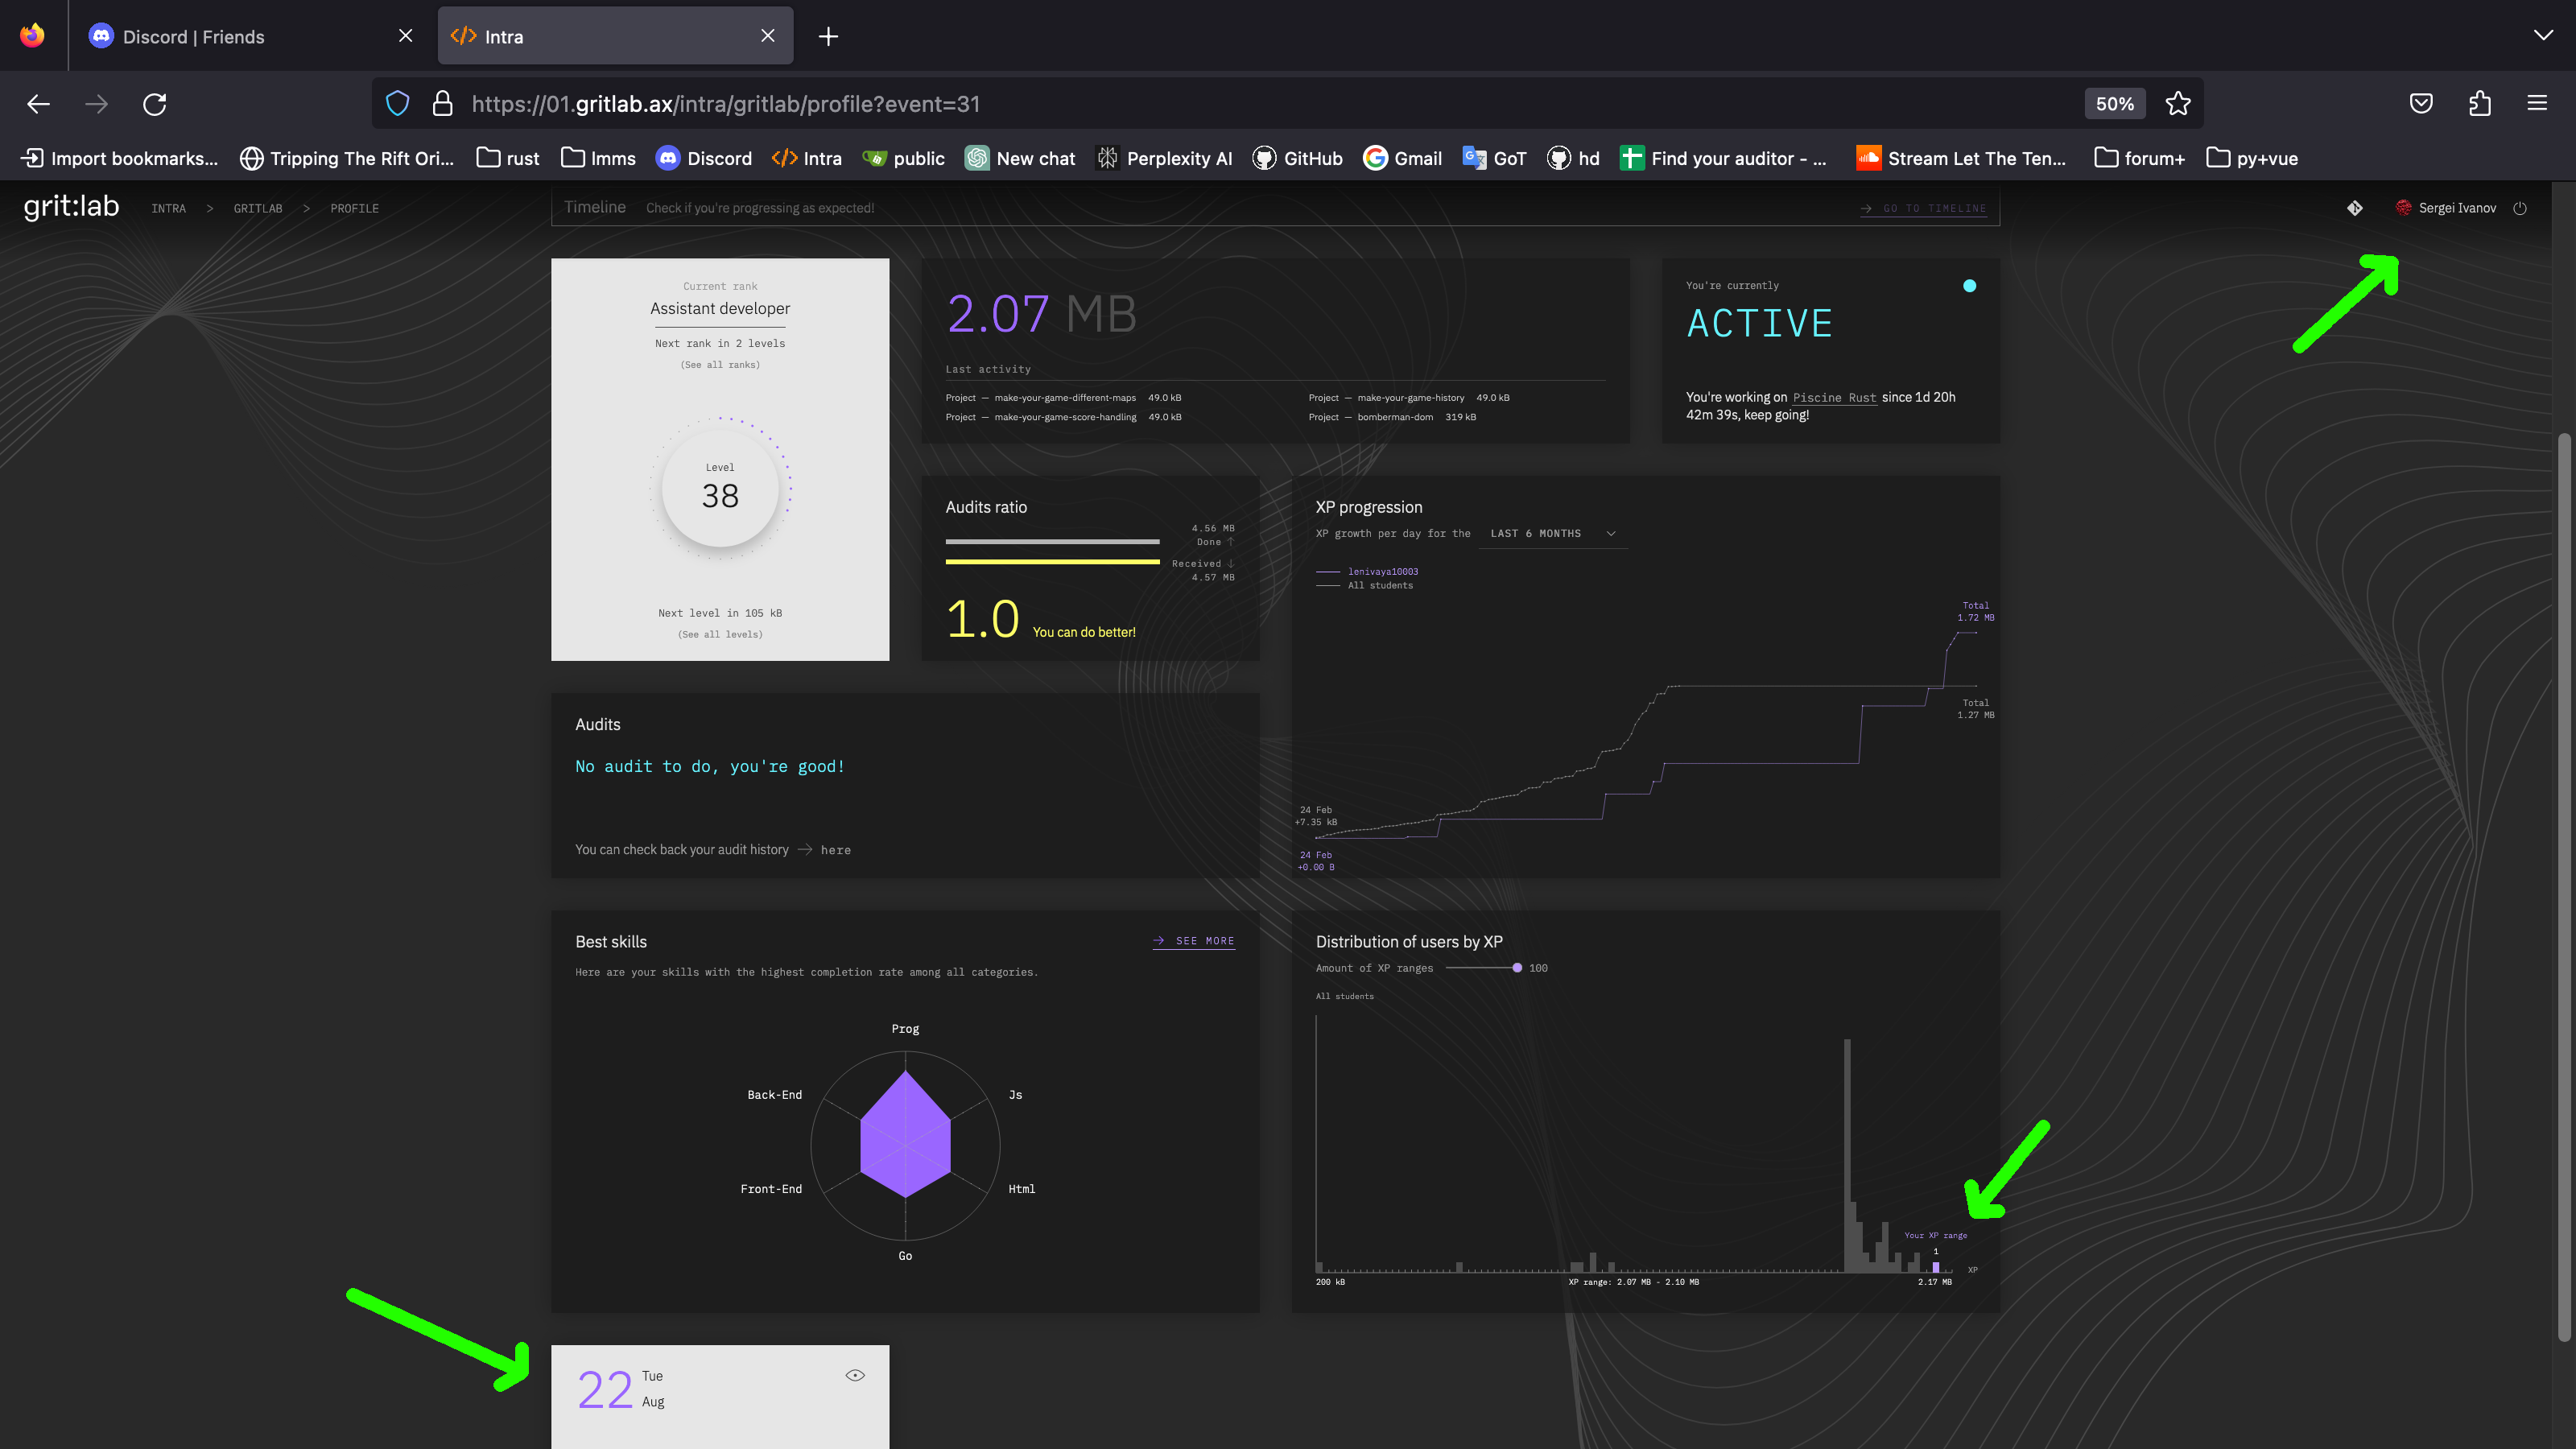 Discord | Friends
Intra
https://01.gritlab.ax/intra/gritlab/profile?event=31
50%
Import bookmarks...
Tripping The Rift Ori...
rust
lmms
Discord
Intra
public
New chat
Perplexity AI
GitHub
Gmail
GoT
hd
Find your auditor - ...
Stream Let The Ten...
forum+
py+vue
grit:lab
INTRA > GRITLAB > PROFILE
Timeline Check if you're progressing as expected!
GO TO TIMELINE
Sergei Ivanov
Current rank
Assistant developer
Next rank in 2 levels
(See all ranks)
Level
38
Next level in 105 kB
(See all levels)
2.07 MB
Last activity
Project — make-your-game-different-maps 49.0 kB
Project — make-your-game-history 49.0 kB
Project — make-your-game-score-handling 49.0 kB
Project — bomberman-dom 319 kB
You're currently
ACTIVE
You're working on Piscine Rust since 1d 20h
42m 39s, keep going!
Audits ratio
4.56 MB
Done ↑
Received ↓
4.57 MB
1.0 You can do better!
XP progression
XP growth per day for the LAST 6 MONTHS
lenivaya10003
All students
Total
1.72 MB
Total
1.27 MB
24 Feb
+7.35 kB
24 Feb
+0.00 B
Audits
No audit to do, you're good!
You can check back your audit history → here
Best skills
SEE MORE
Here are your skills with the highest completion rate among all categories.
Prog
Back-End
Js
Front-End
Html
Go
Distribution of users by XP
Amount of XP ranges 100
All students
Your XP range
1
XP
200 kB
XP range: 2.07 MB - 2.10 MB
2.17 MB
22 Tue
Aug